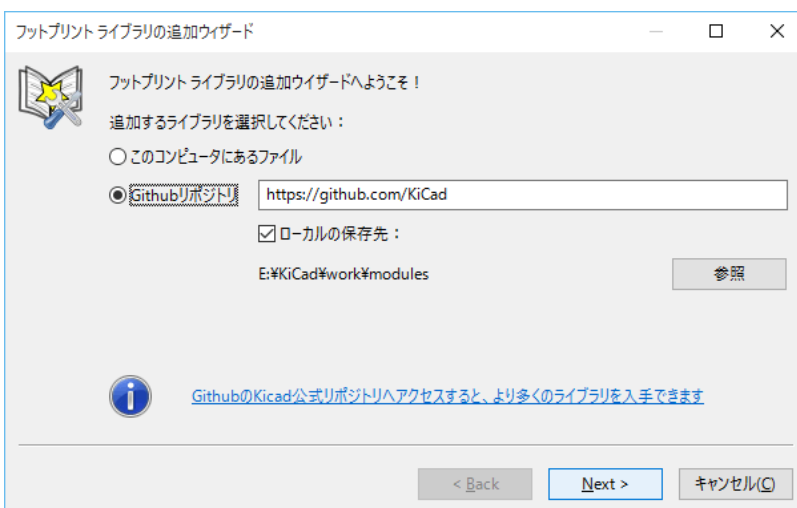 フットプリント ライブラリの追加ウィザード
フットプリント ライブラリの追加ウイザードへようこそ！
追加するライブラリを選択してください：
このコンピュータにあるファイル
Githubリポジトリ https://github.com/KiCad
ローカルの保存先：
E:¥KiCad¥work¥modules 参照
GithubのKicad公式リポジトリへアクセスすると、より多くのライブラリを入手できます
< Back Next > キャンセル(C)